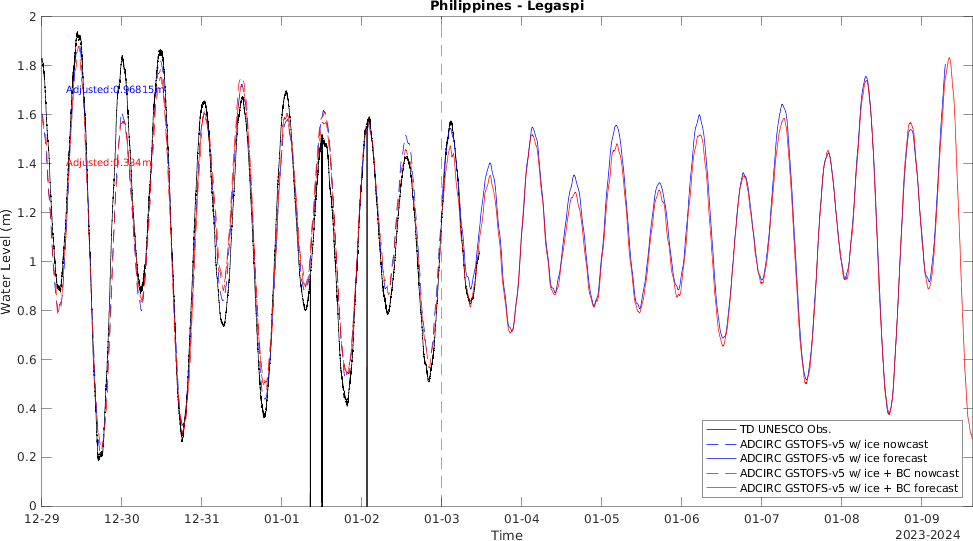 Philippines - Legaspi
2
1.8
1.6
1.4
1.2
1
0.8
0.6
0.4
0.2
0
Water Level (m)
Adjusted:0.96815m
Adjusted:0.334m
TD UNESCO Obs.
ADCIRC GSTOFS-v5 w/ ice nowcast
ADCIRC GSTOFS-v5 w/ ice forecast
ADCIRC GSTOFS-v5 w/ ice + BC nowcast
ADCIRC GSTOFS-v5 w/ ice + BC forecast
12-29 12-30 12-31 01-01 01-02 01-03 01-04 01-05 01-06 01-07 01-08 01-09
Time
2023-2024